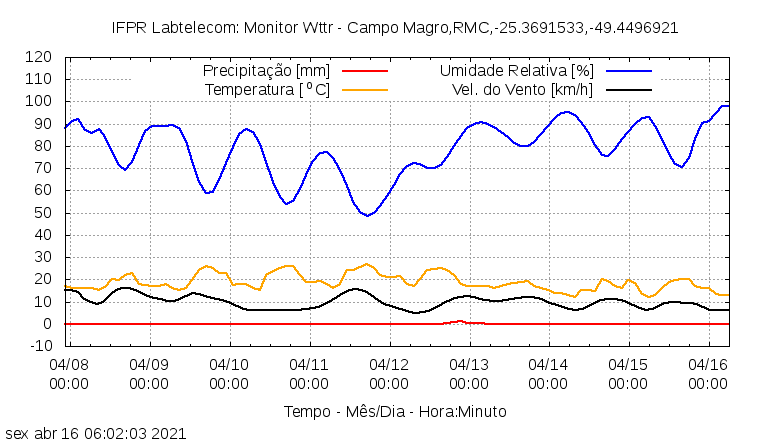 IFPR Labtelecom: Monitor Wttr - Campo Magro,RMC,-25.3691533,-49.4496921
Precipitação [mm]
Umidade Relativa [%]
Temperatura [⁰C]
Vel. do Vento [km/h]
120
110
100
90
80
70
60
50
40
30
20
10
0
-10
04/08 04/09 04/10 04/11 04/12 04/13 04/14 04/15 04/16
00:00 00:00 00:00 00:00 00:00 00:00 00:00 00:00 00:00
Tempo - Mês/Dia - Hora:Minuto
sex abr 16 06:02:03 2021